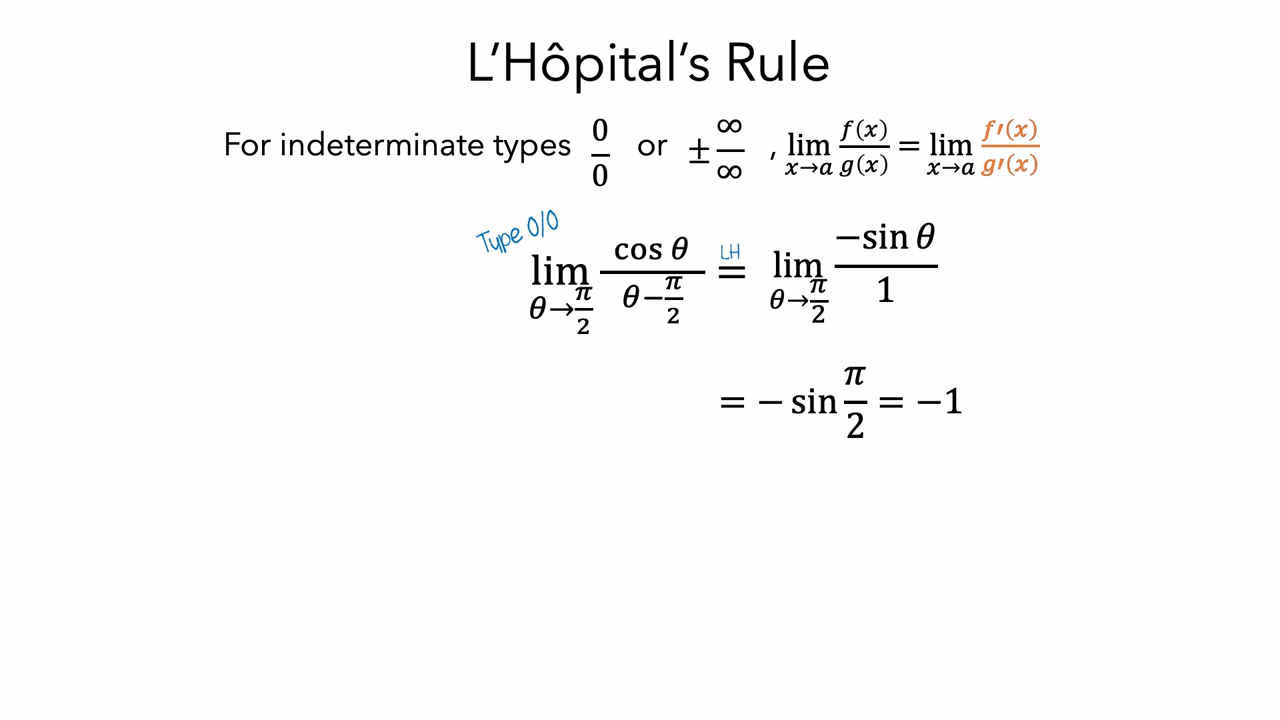 L’Hôpital’s Rule
For indeterminate types 0/0 or ± ∞/∞ , lim x→a f(x)/g(x) = lim x→a f′(x)/g′(x)
Type 0/0
lim θ→π/2 cos θ / θ−π/2 =LH lim θ→π/2 −sin θ / 1
= − sin π/2 = −1